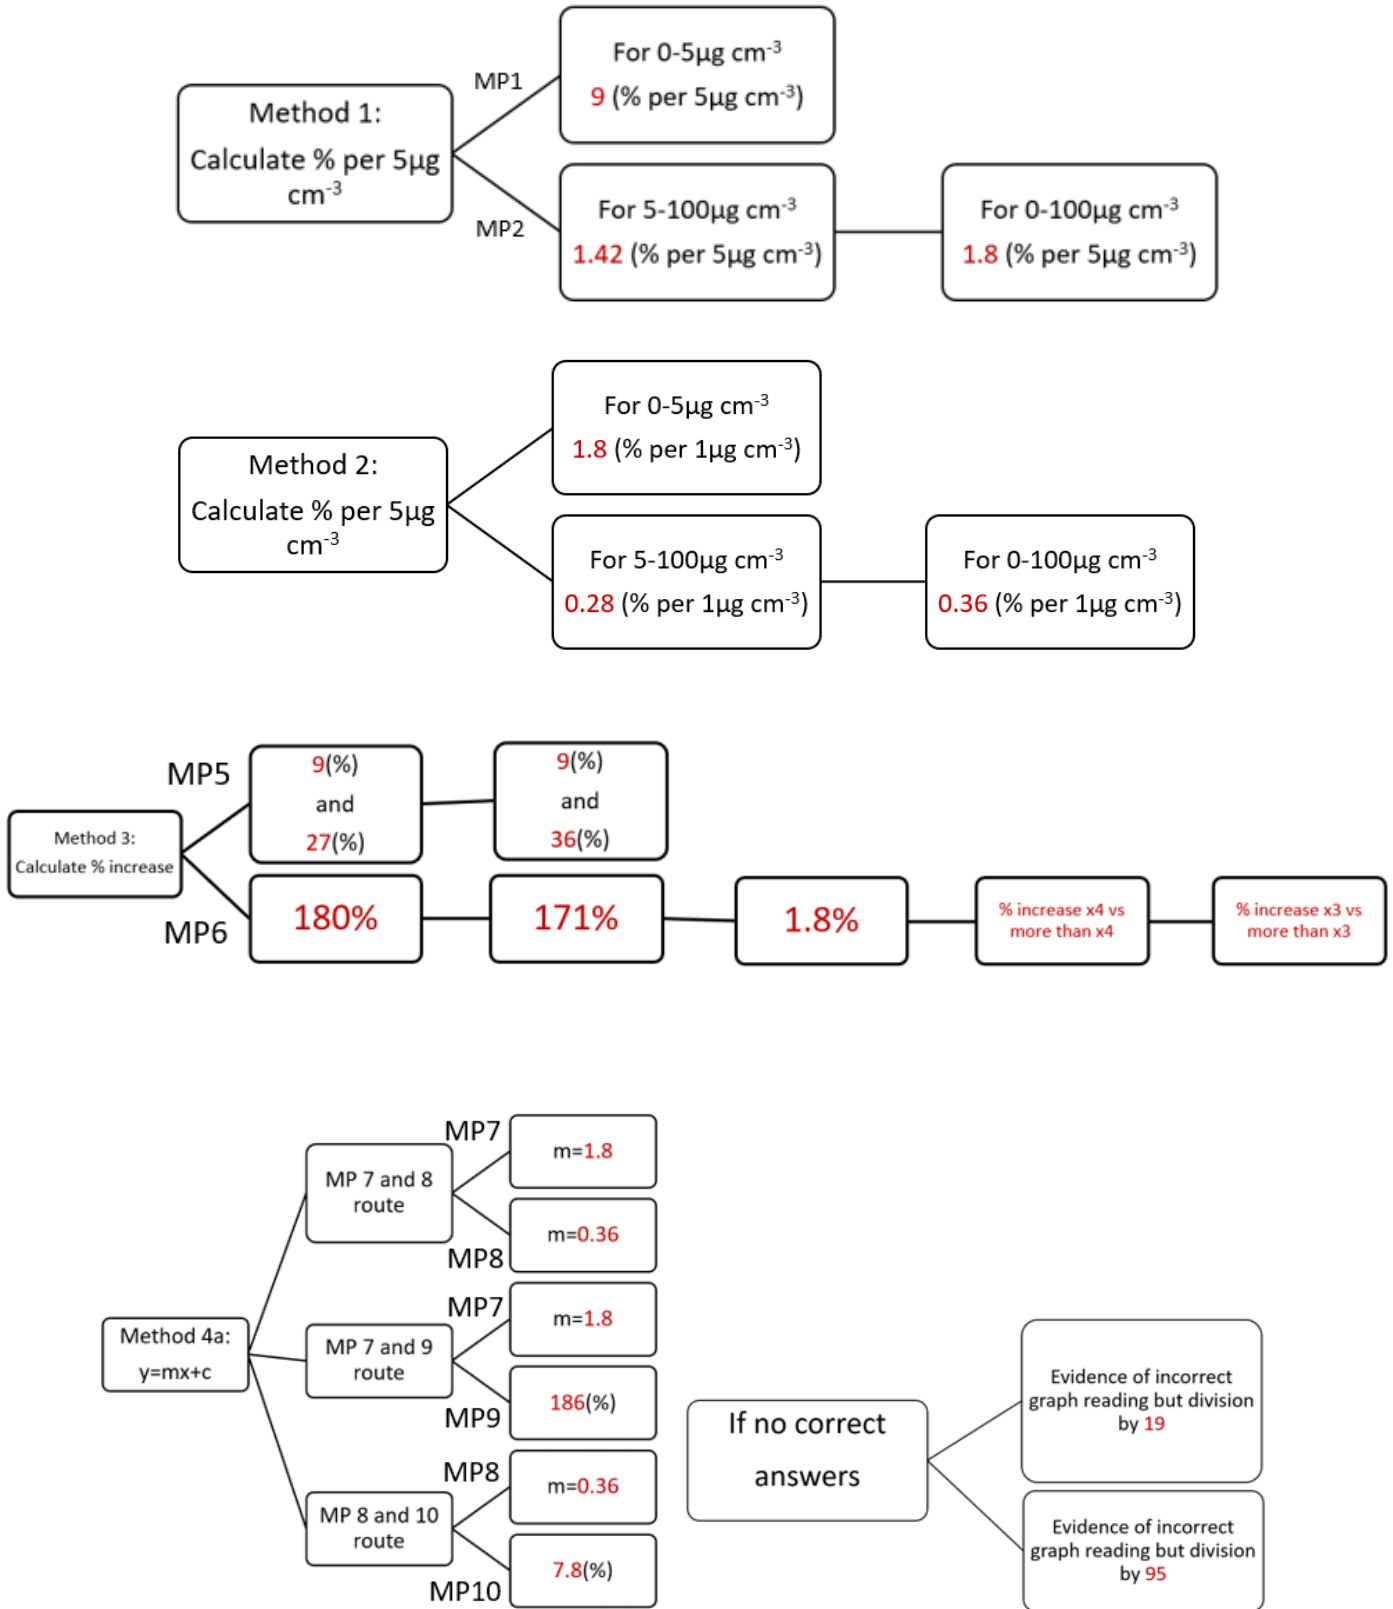 Method 1:
Calculate % per 5µg
cm⁻³
MP1
For 0-5µg cm⁻³
9 (% per 5µg cm⁻³)
MP2
For 5-100µg cm⁻³
1.42 (% per 5µg cm⁻³)
For 0-100µg cm⁻³
1.8 (% per 5µg cm⁻³)
Method 2:
Calculate % per 5µg
cm⁻³
For 0-5µg cm⁻³
1.8 (% per 1µg cm⁻³)
For 5-100µg cm⁻³
0.28 (% per 1µg cm⁻³)
For 0-100µg cm⁻³
0.36 (% per 1µg cm⁻³)
Method 3:
Calculate % increase
MP5
9(%)
and
27(%)
9(%)
and
36(%)
MP6
180%
171%
1.8%
% increase x4 vs
more than x4
% increase x3 vs
more than x3
Method 4a:
y=mx+c
MP 7 and 8
route
MP7
m=1.8
m=0.36
MP8
MP 7 and 9
route
MP7
m=1.8
186(%)
MP9
MP 8 and 10
route
MP8
m=0.36
7.8(%)
MP10
If no correct
answers
Evidence of incorrect
graph reading but division
by 19
Evidence of incorrect
graph reading but division
by 95